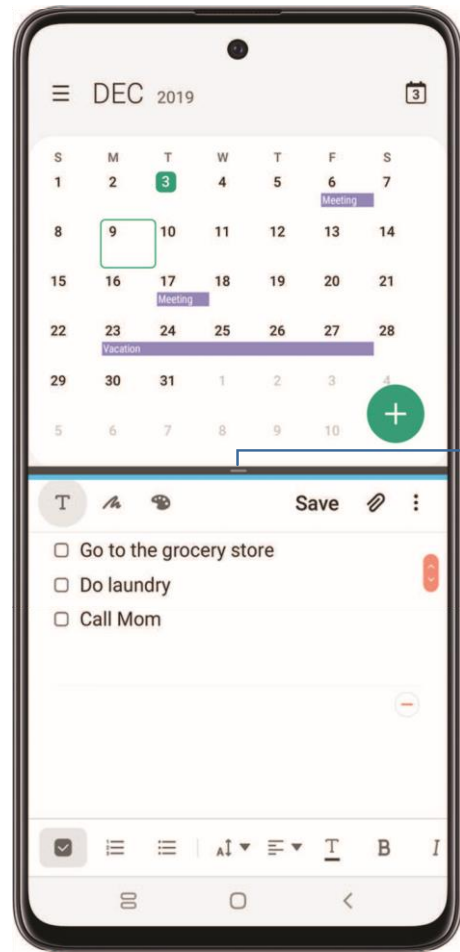 DEC 2019
3
S M T W T F S
1 2 3 4 5 6 7
Meeting
8 9 10 11 12 13 14
15 16 17 18 19 20 21
Meeting
22 23 24 25 26 27 28
Vacation
29 30 31 1 2 3 4
+
5 6 7 8 9 10
T Save
Go to the grocery store
Do laundry
Call Mom
A T B I